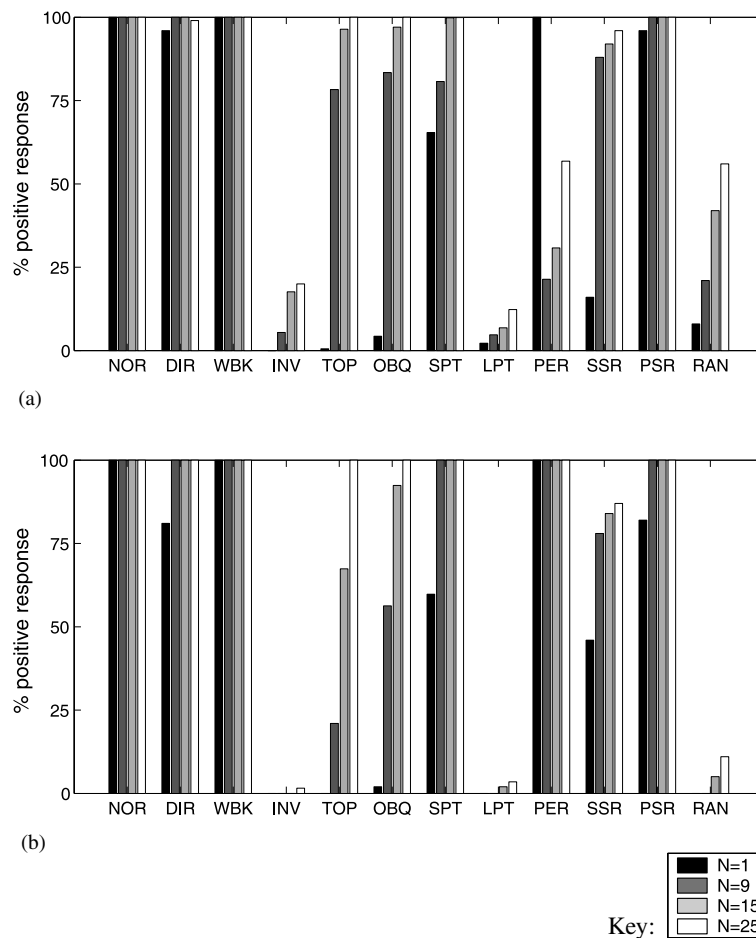 100
75
50
25
0
% positive response
NOR DIR WBK INV TOP OBQ SPT LPT PER SSR PSR RAN
(a)
100
75
50
25
0
% positive response
NOR DIR WBK INV TOP OBQ SPT LPT PER SSR PSR RAN
(b)
Key:
N=1
N=9
N=15
N=25